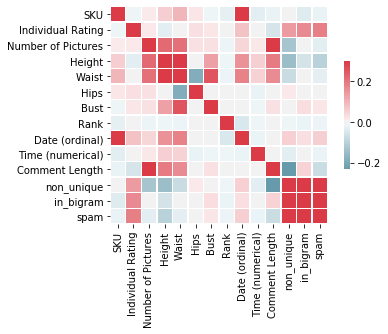 SKU
Individual Rating
Number of Pictures
Height
Waist
Hips
Bust
Rank
Date (ordinal)
Time (numerical)
Comment Length
non_unique
in_bigram
spam
SKU
Individual Rating
Number of Pictures
Height
Waist
Hips
Bust
Rank
Date (ordinal)
Time (numerical)
Comment Length
non_unique
in_bigram
spam
0.2
0.0
−0.2